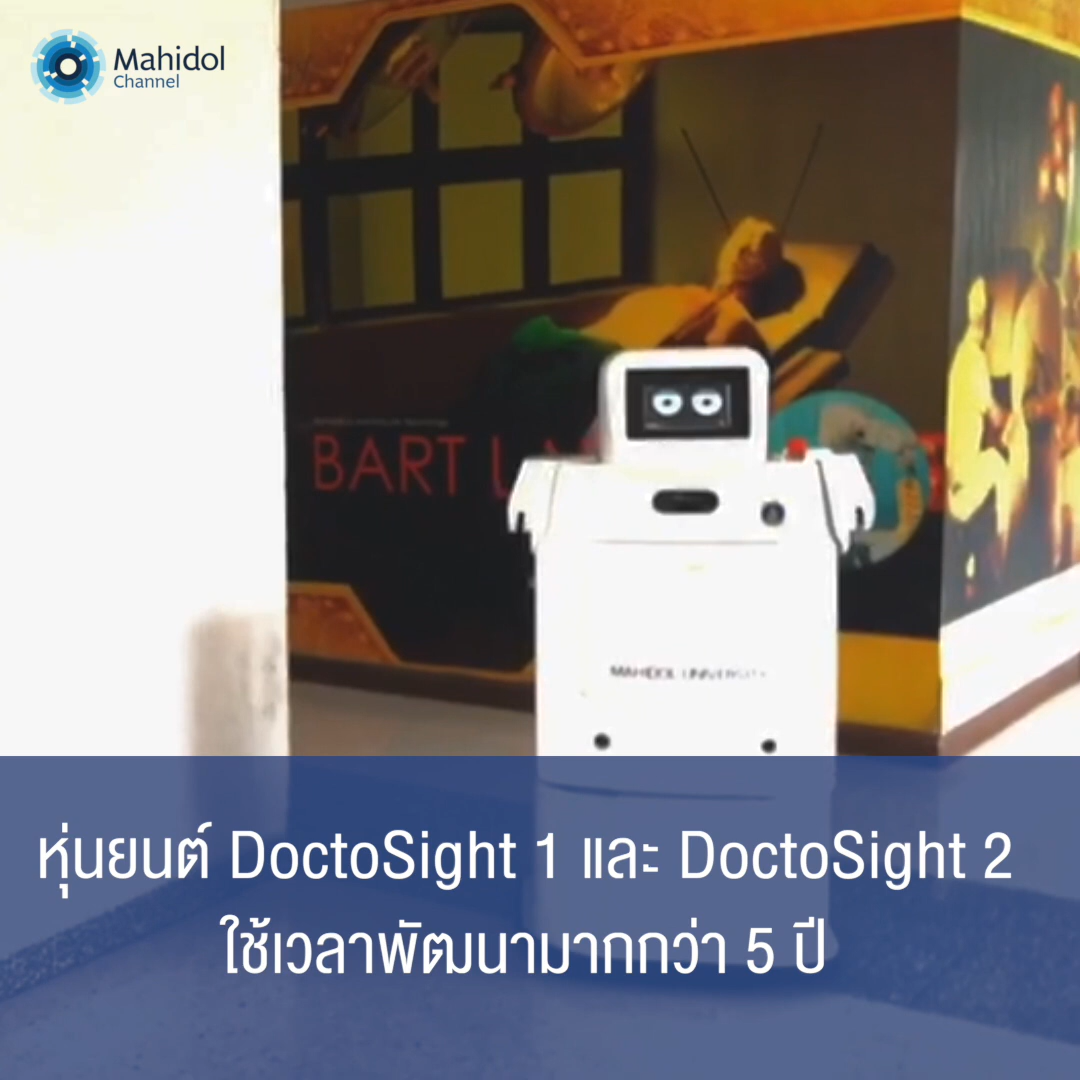 Mahidol
Channel
BART LAB
MAHIDOL UNIVERSITY
หุ่นยนต์ DoctoSight 1 และ DoctoSight 2
ใช้เวลาพัฒนามากกว่า 5 ปี